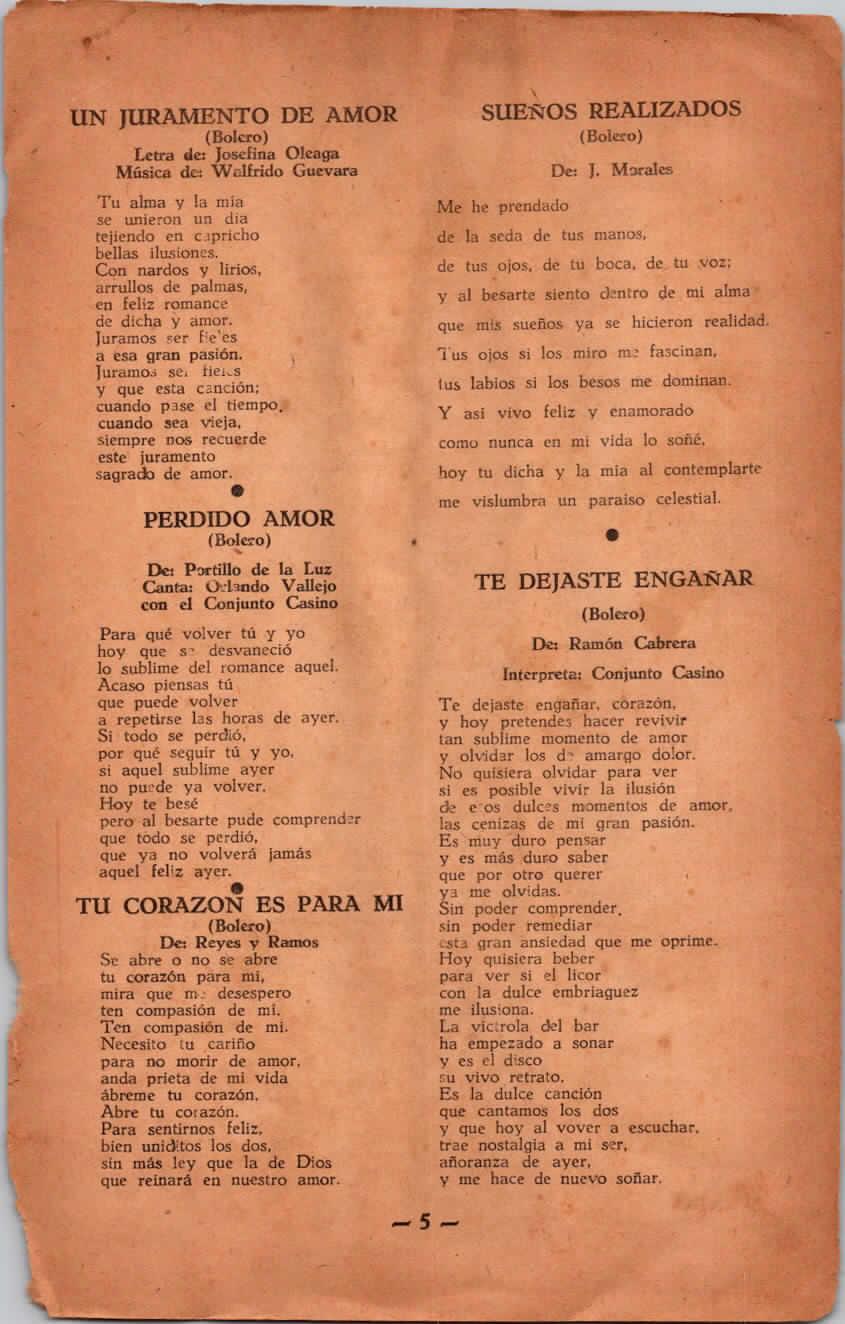 UN JURAMENTO DE AMOR
(Bolero)
Letra de: Josefina Oleaga
Música de: Walfrido Guevara
Tu alma y la mía
se unieron un día
tejiendo en capricho
bellas ilusiones.
Con nardos y lirios,
arrullos de palmas,
en feliz romance
de dicha y amor.
Juramos ser fieles
a esa gran pasión.
Juramos ser fieles
y que esta canción;
cuando pase el tiempo,
cuando sea vieja,
siempre nos recuerde
este juramento
sagrado de amor.
PERDIDO AMOR
(Bolero)
De: Portillo de la Luz
Canta: Orlando Vallejo
con el Conjunto Casino
Para qué volver tú y yo
hoy que se desvaneció
lo sublime del romance aquel.
Acaso piensas tú
que puede volver
a repetirse las horas de ayer.
Si todo se perdió,
por qué seguir tú y yo,
si aquel sublime ayer
no puede ya volver.
Hoy te besé
pero al besarte pude comprender
que todo se perdió,
que ya no volverá jamás
aquel feliz ayer.
TU CORAZON ES PARA MI
(Bolero)
De: Reyes y Ramos
Se abre o no se abre
tu corazón para mi,
mira que me desespero
ten compasión de mi.
Ten compasión de mi.
Necesito tu cariño
para no morir de amor,
anda prieta de mi vida
ábreme tu corazón,
Abre tu corazón.
Para sentirnos feliz,
bien uniditos los dos,
sin más ley que la de Dios
que reinará en nuestro amor.
SUEÑOS REALIZADOS
(Bolero)
De: J. Morales
Me he prendado
de la seda de tus manos,
de tus ojos, de tu boca, de tu voz;
y al besarte siento dentro de mi alma
que mis sueños ya se hicieron realidad.
Tus ojos si los miro me fascinan,
tus labios si los besos me dominan.
Y asi vivo feliz y enamorado
como nunca en mi vida lo soñé,
hoy tu dicha y la mia al contemplarte
me vislumbra un paraiso celestial.
TE DEJASTE ENGAÑAR
(Bolero)
De: Ramón Cabrera
Interpreta: Conjunto Casino
Te dejaste engañar, corazón,
y hoy pretendes hacer revivir
tan sublime momento de amor
y olvidar los de amargo dolor.
No quisiera olvidar para ver
si es posible vivir la ilusión
de esos dulces momentos de amor,
las cenizas de mi gran pasión.
Es muy duro pensar
y es más duro saber
que por otro querer
ya me olvidas.
Sin poder comprender,
sin poder remediar
esta gran ansiedad que me oprime.
Hoy quisiera beber
para ver si el licor
con la dulce embriaguez
me ilusiona.
La victrola del bar
ha empezado a sonar
y es el disco
su vivo retrato.
Es la dulce canción
que cantamos los dos
y que hoy al vover a escuchar,
trae nostalgia a mi ser,
añoranza de ayer,
y me hace de nuevo soñar.
— 5 —